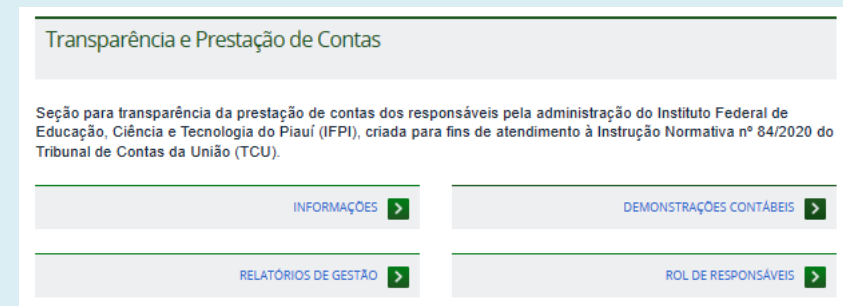 Transparência e Prestação de Contas
Seção para transparência da prestação de contas dos responsáveis pela administração do Instituto Federal de
Educação, Ciência e Tecnologia do Piauí (IFPI), criada para fins de atendimento à Instrução Normativa nº 84/2020 do
Tribunal de Contas da União (TCU).
INFORMAÇÕES
DEMONSTRAÇÕES CONTÁBEIS
RELATÓRIOS DE GESTÃO
ROL DE RESPONSÁVEIS